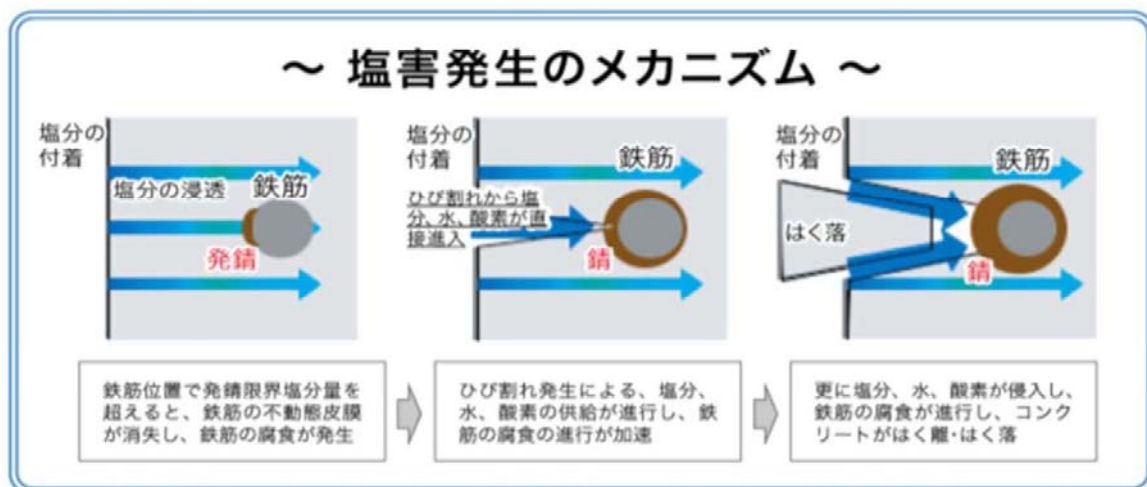 ～ 塩害発生のメカニズム ～
塩分の
付着
塩分の浸透
鉄筋
発錆
塩分の
付着
鉄筋
ひび割れから塩
分、水、酸素が直
接進入
錆
塩分の
付着
鉄筋
はく落
錆
鉄筋位置で発錆限界塩分量を
超えると、鉄筋の不動態皮膜
が消失し、鉄筋の腐食が発生
ひび割れ発生による、塩分、
水、酸素の供給が進行し、鉄
筋の腐食の進行が加速
更に塩分、水、酸素が侵入し、
鉄筋の腐食が進行し、コンク
リートがはく離・はく落